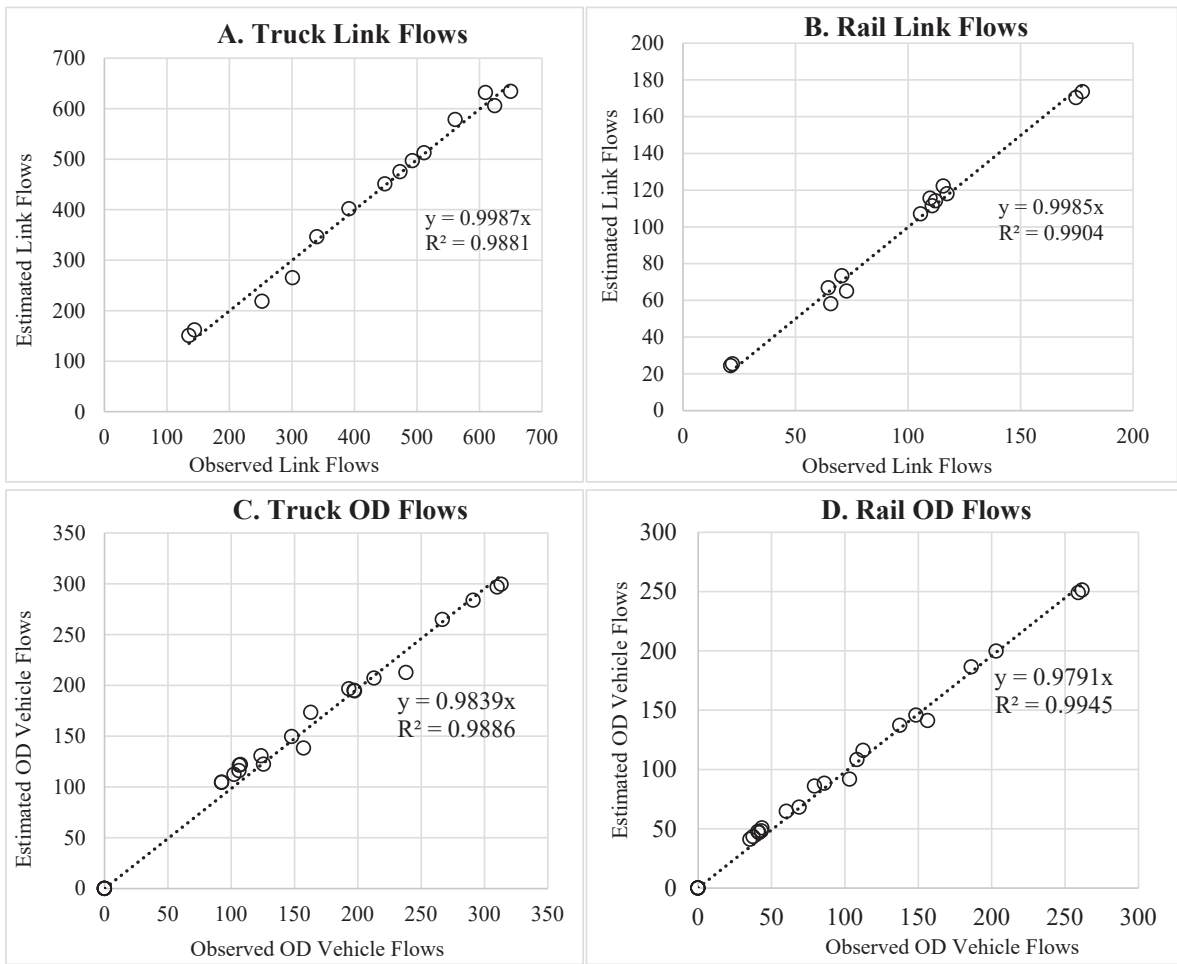 A. Truck Link Flows
700
600
500
400
300
200
100
0
Estimated Link Flows
y = 0.9987x
R² = 0.9881
0 100 200 300 400 500 600 700
Observed Link Flows
B. Rail Link Flows
200
180
160
140
120
100
80
60
40
20
0
Estimated Link Flows
y = 0.9985x
R² = 0.9904
0 50 100 150 200
Observed Link Flows
C. Truck OD Flows
350
300
250
200
150
100
50
0
Estimated OD Vehicle Flows
y = 0.9839x
R² = 0.9886
0 50 100 150 200 250 300 350
Observed OD Vehicle Flows
D. Rail OD Flows
300
250
200
150
100
50
0
Estimated OD Vehicle Flows
y = 0.9791x
R² = 0.9945
0 50 100 150 200 250 300
Observed OD Vehicle Flows